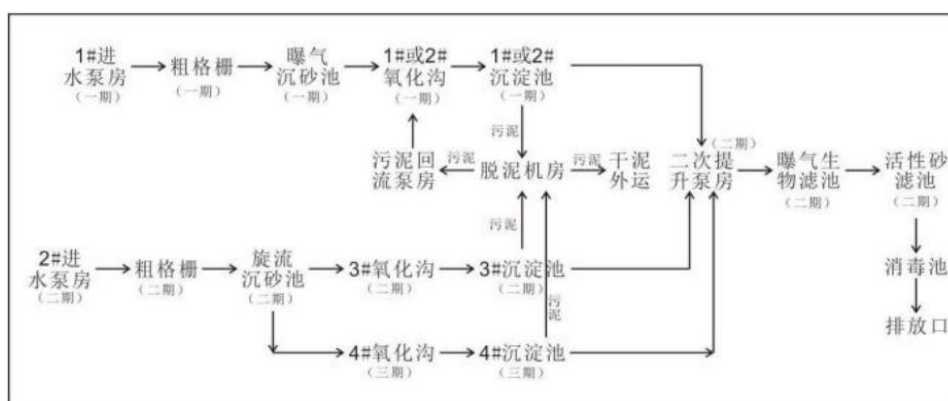 1#进
水泵房
（一期）
粗格栅
（一期）
曝气
沉砂池
（一期）
1#或2#
氧化沟
（一期）
1#或2#
沉淀池
（一期）
污泥
污泥回
流泵房
污泥
脱泥机房
污泥
干泥
外运
（二期）
二次提
升泵房
曝气生
物滤池
（二期）
活性砂
滤池
（二期）
污泥
2#进
水泵房
（二期）
粗格栅
（二期）
旋流
沉砂池
（二期）
3#氧化沟
（二期）
3#沉淀池
（二期）
污泥
消毒池
排放口
4#氧化沟
（三期）
4#沉淀池
（三期）